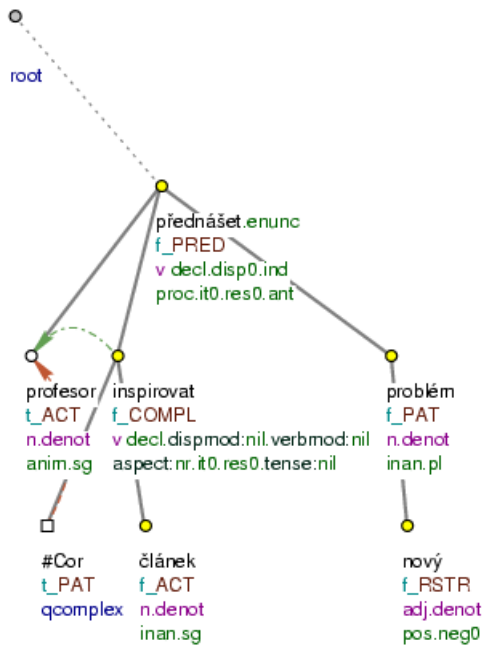 root
přednášet.enunc
f_PRED
v decl.disp0.ind
proc.it0.res0.ant
profesor
t_ACT
n.denot
anim.sg
inspirovat
f_COMPL
v decl.dispmod:nil.verbmod:nil
aspect:nr.it0.res0.tense:nil
problém
f_PAT
n.denot
inan.pl
#Cor
t_PAT
qcomplex
článek
f_ACT
n.denot
inan.sg
nový
f_RSTR
adj.denot
pos.neg0